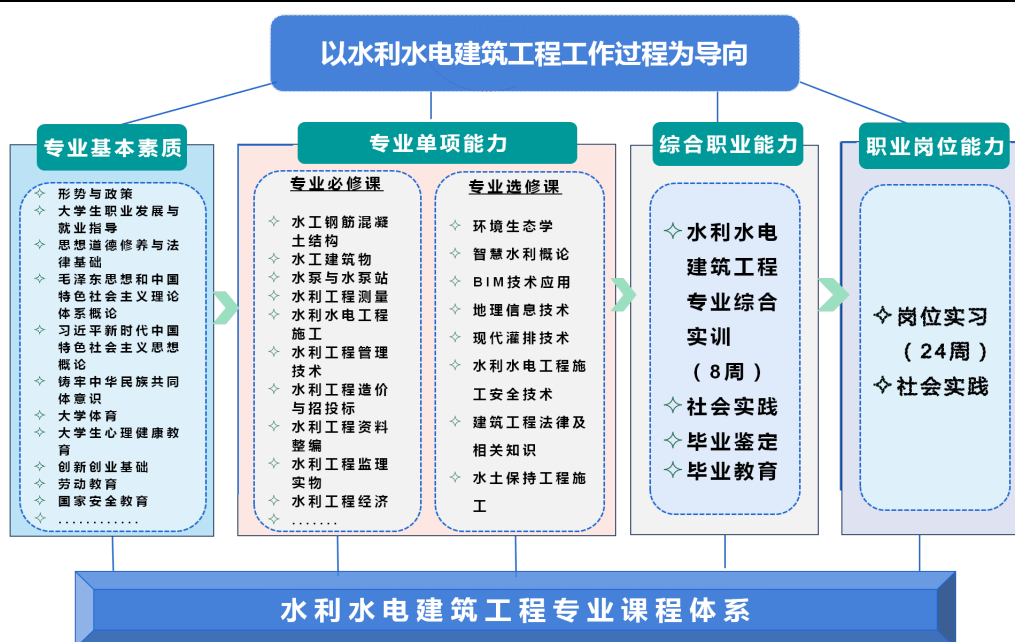 以水利水电建筑工程工作过程为导向
专业基本素质
形势与政策
大学生职业发展与
就业指导
思想道德修养与法
律基础
毛泽东思想和中国
特色社会主义理论
体系概论
习近平新时代中国
特色社会主义思想
概论
铸牢中华民族共同
体意识
大学体育
大学生心理健康教
育
创新创业基础
劳动教育
国家安全教育
............
专业单项能力
专业必修课
水工钢筋混凝
土结构
水工建筑物
水泵与水泵站
水利工程测量
水利水电工程
施工
水利工程管理
技术
水利工程造价
与招投标
水利工程资料
整编
水利工程监理
实物
水利工程经济
.......
专业选修课
环境生态学
智慧水利概论
BIM技术应用
地理信息技术
现代灌排技术
水利水电工程施
工安全技术
建筑工程法律及
相关知识
水土保持工程施
工
综合职业能力
水利水电
建筑工程
专业综合
实训
(8周)
社会实践
毕业鉴定
毕业教育
职业岗位能力
岗位实习
(24周)
社会实践
水利水电建筑工程专业课程体系